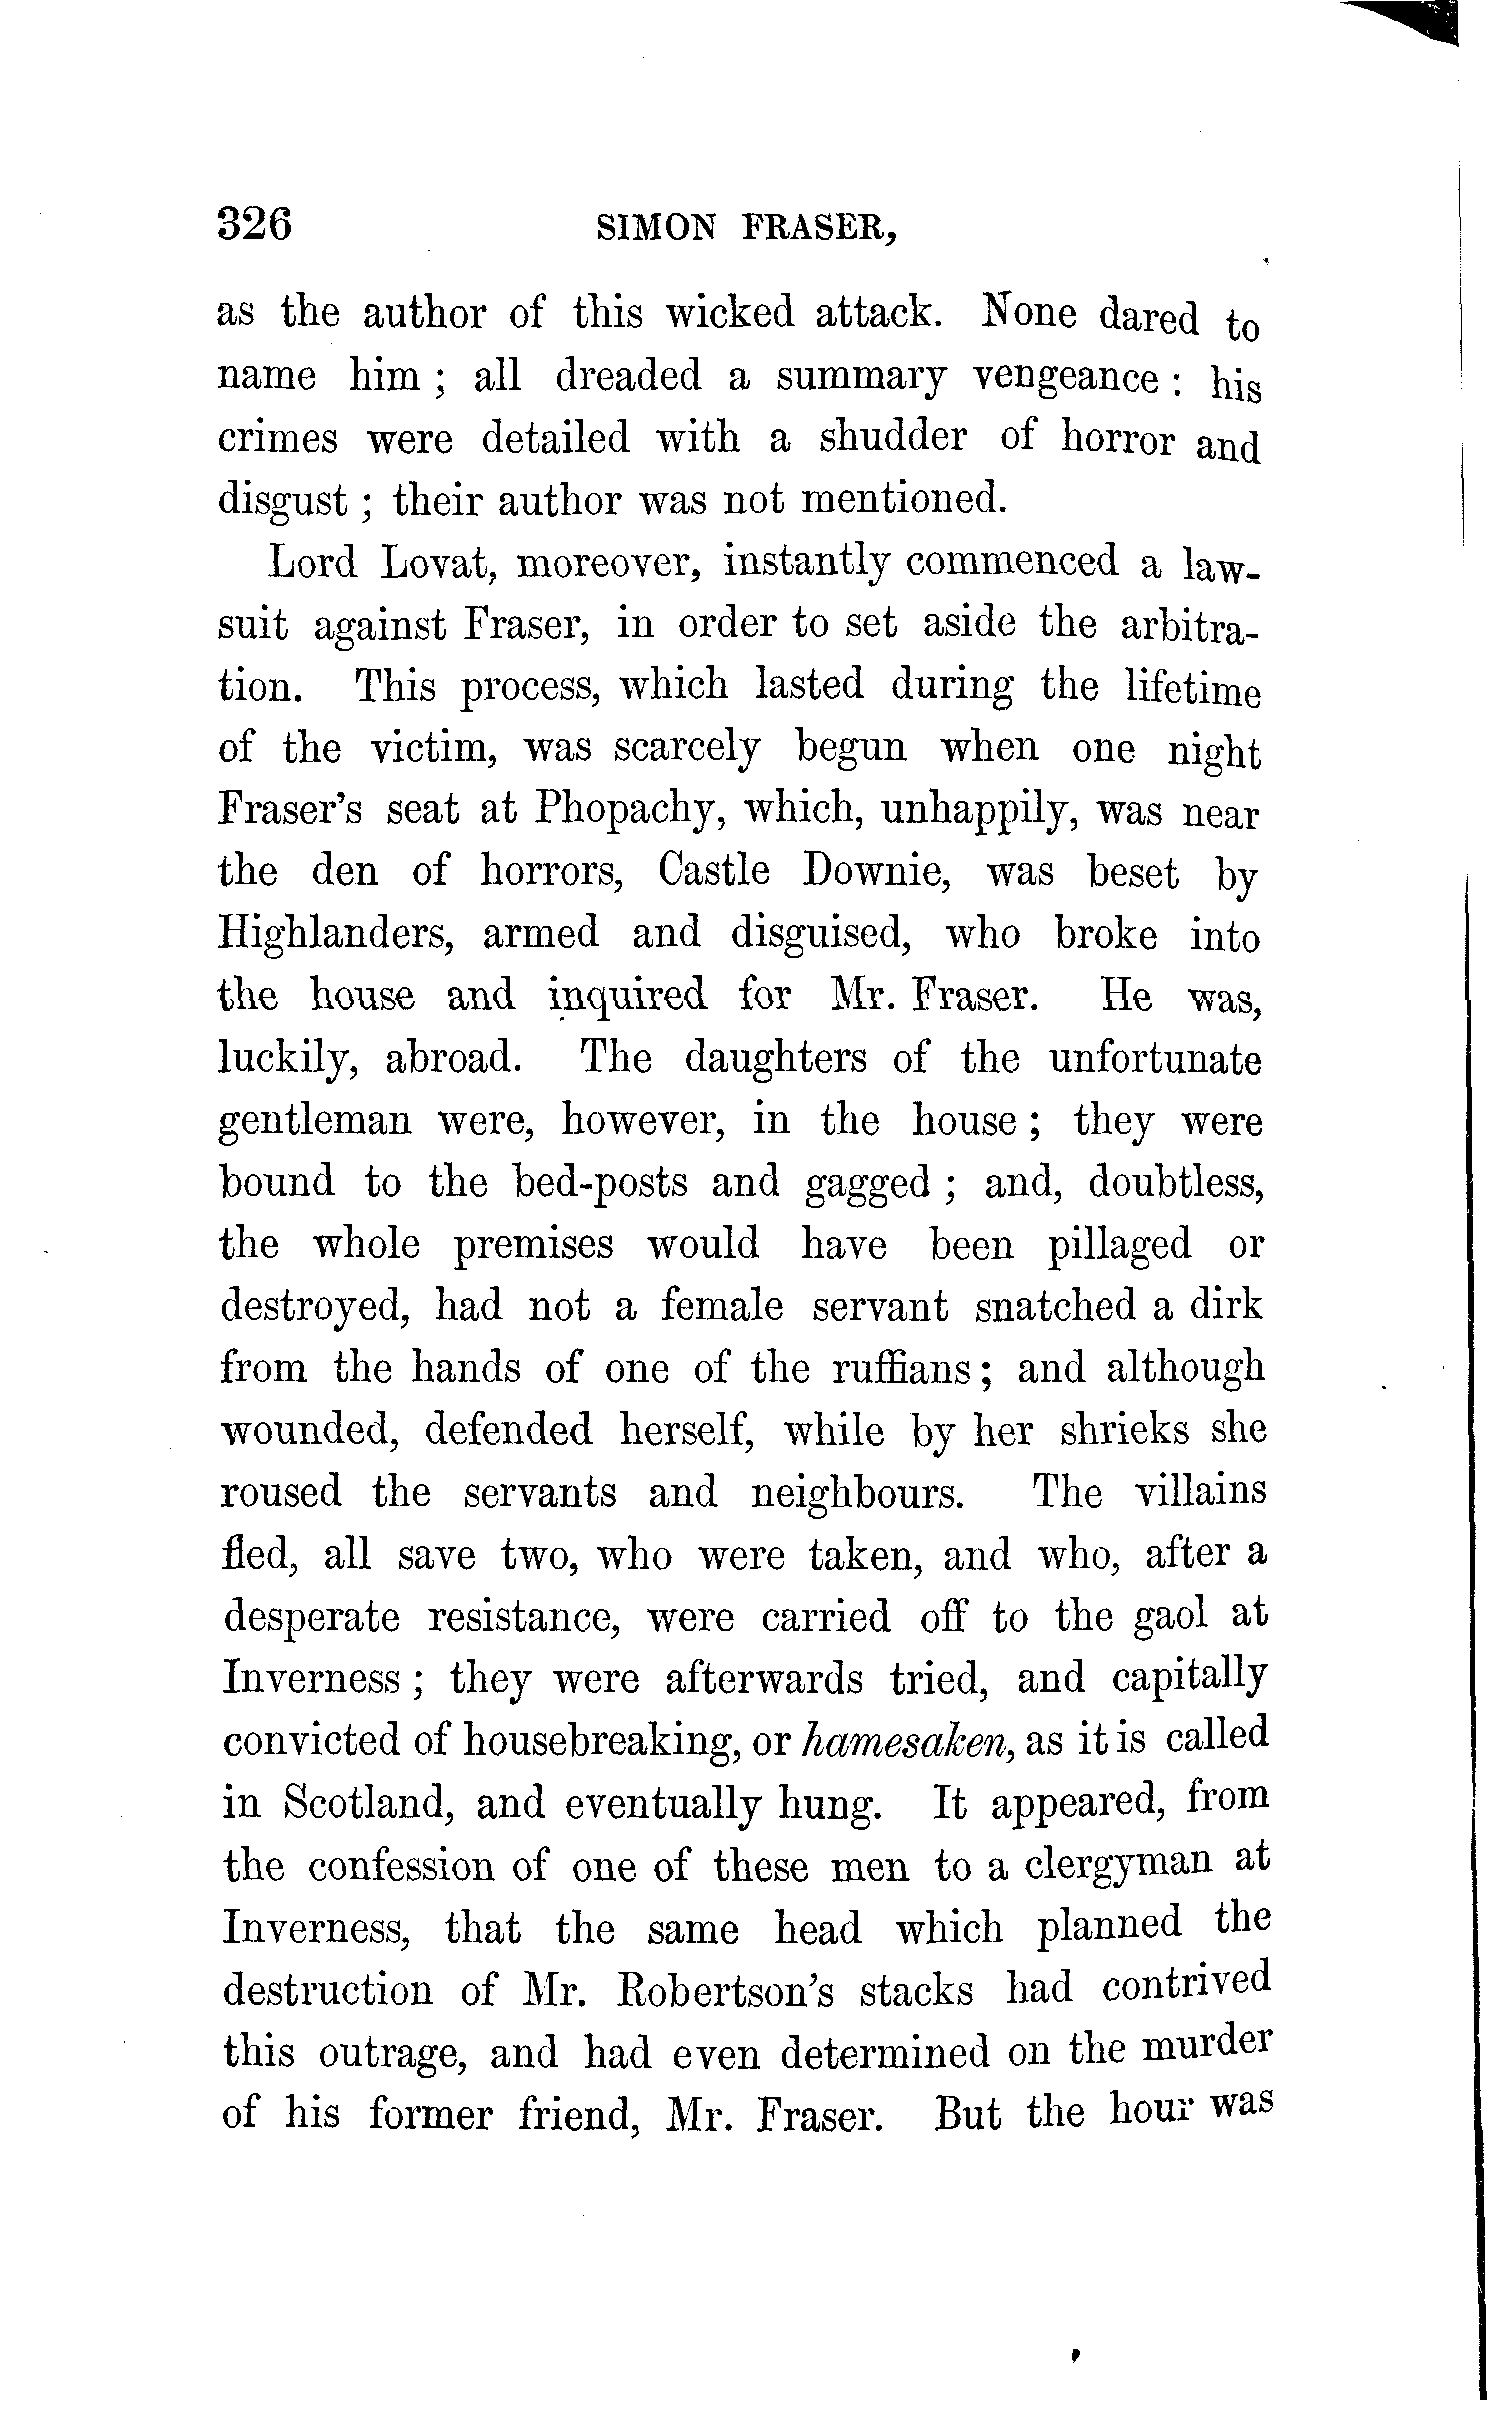 326 SIMON FRASER,
as the author of this wicked attack. None dared to
name him ; all dreaded a summary vengeance : his
crimes were detailed with a shudder of horror and
disgust ; their author was not mentioned.
Lord Lovat, moreover, instantly commenced a law-
suit against Fraser, in order to set aside the arbitra-
tion. This process, which lasted during the lifetime
of the victim, was scarcely begun when one night
Fraser's seat at Phopachy, which, unhappily, was near
the den of horrors, Castle Downie, was beset by
Highlanders, armed and disguised, who broke into
the house and inquired for Mr. Fraser. He was,
luckily, abroad. The daughters of the unfortunate
gentleman were, however, in the house ; they were
bound to the bed-posts and gagged ; and, doubtless,
the whole premises would have been pillaged or
destroyed, had not a female servant snatched a dirk
from the hands of one of the ruffians ; and although
wounded, defended herself, while by her shrieks she
roused the servants and neighbours. The villains
fled, all save two, who were taken, and who, after a
desperate resistance, were carried off to the gaol at
Inverness ; they were afterwards tried, and capitally
convicted of housebreaking, or hamesaken, as it is called
in Scotland, and eventually hung. It appeared, from
the confession of one of these men to a clergyman at
Inverness, that the same head which planned the
destruction of Mr. Robertson's stacks had contrived
this outrage, and had even determined on the murder
of his former friend, Mr. Fraser. But the hour was